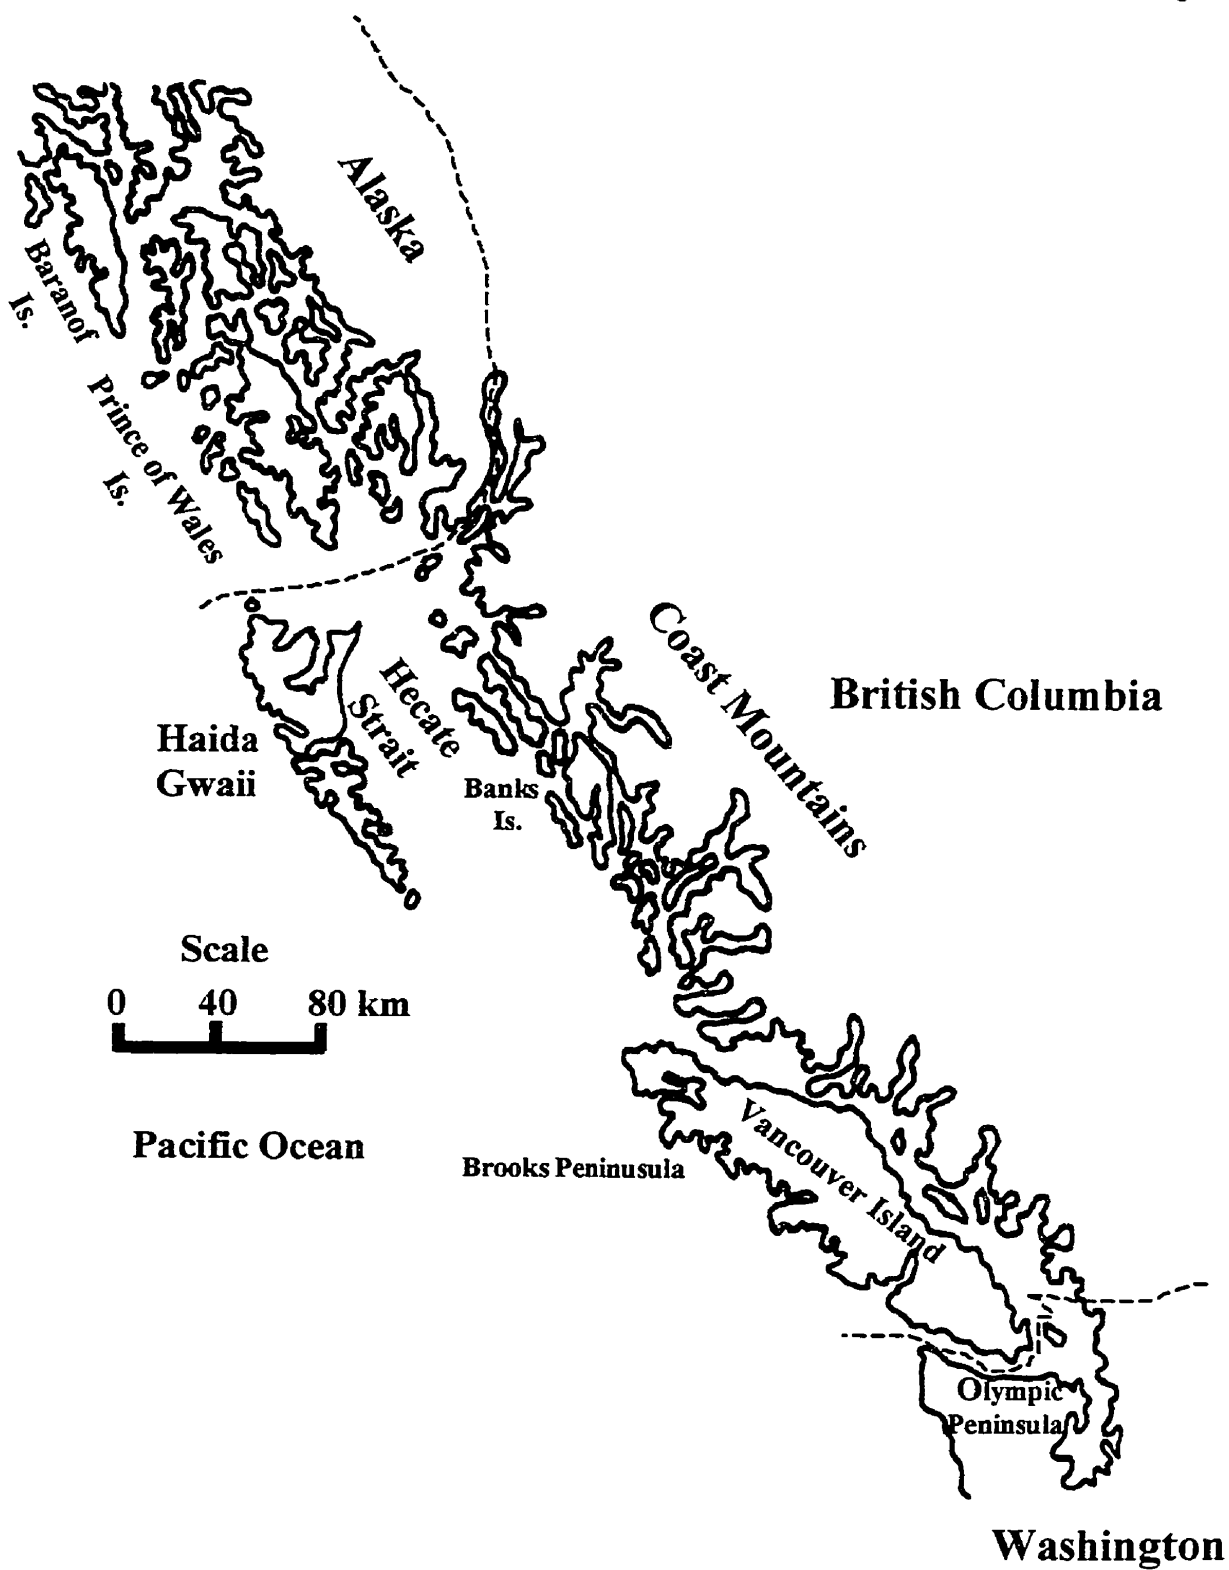 Alaska
Baranof
Is.
Prince of Wales
Is.
Coast Mountains
British Columbia
Hecate
Strait
Haida
Gwaii
Banks
Is.
Scale
0 40 80 km
Pacific Ocean
Vancouver Island
Brooks Peninusula
Olympic
Peninsula
Washington